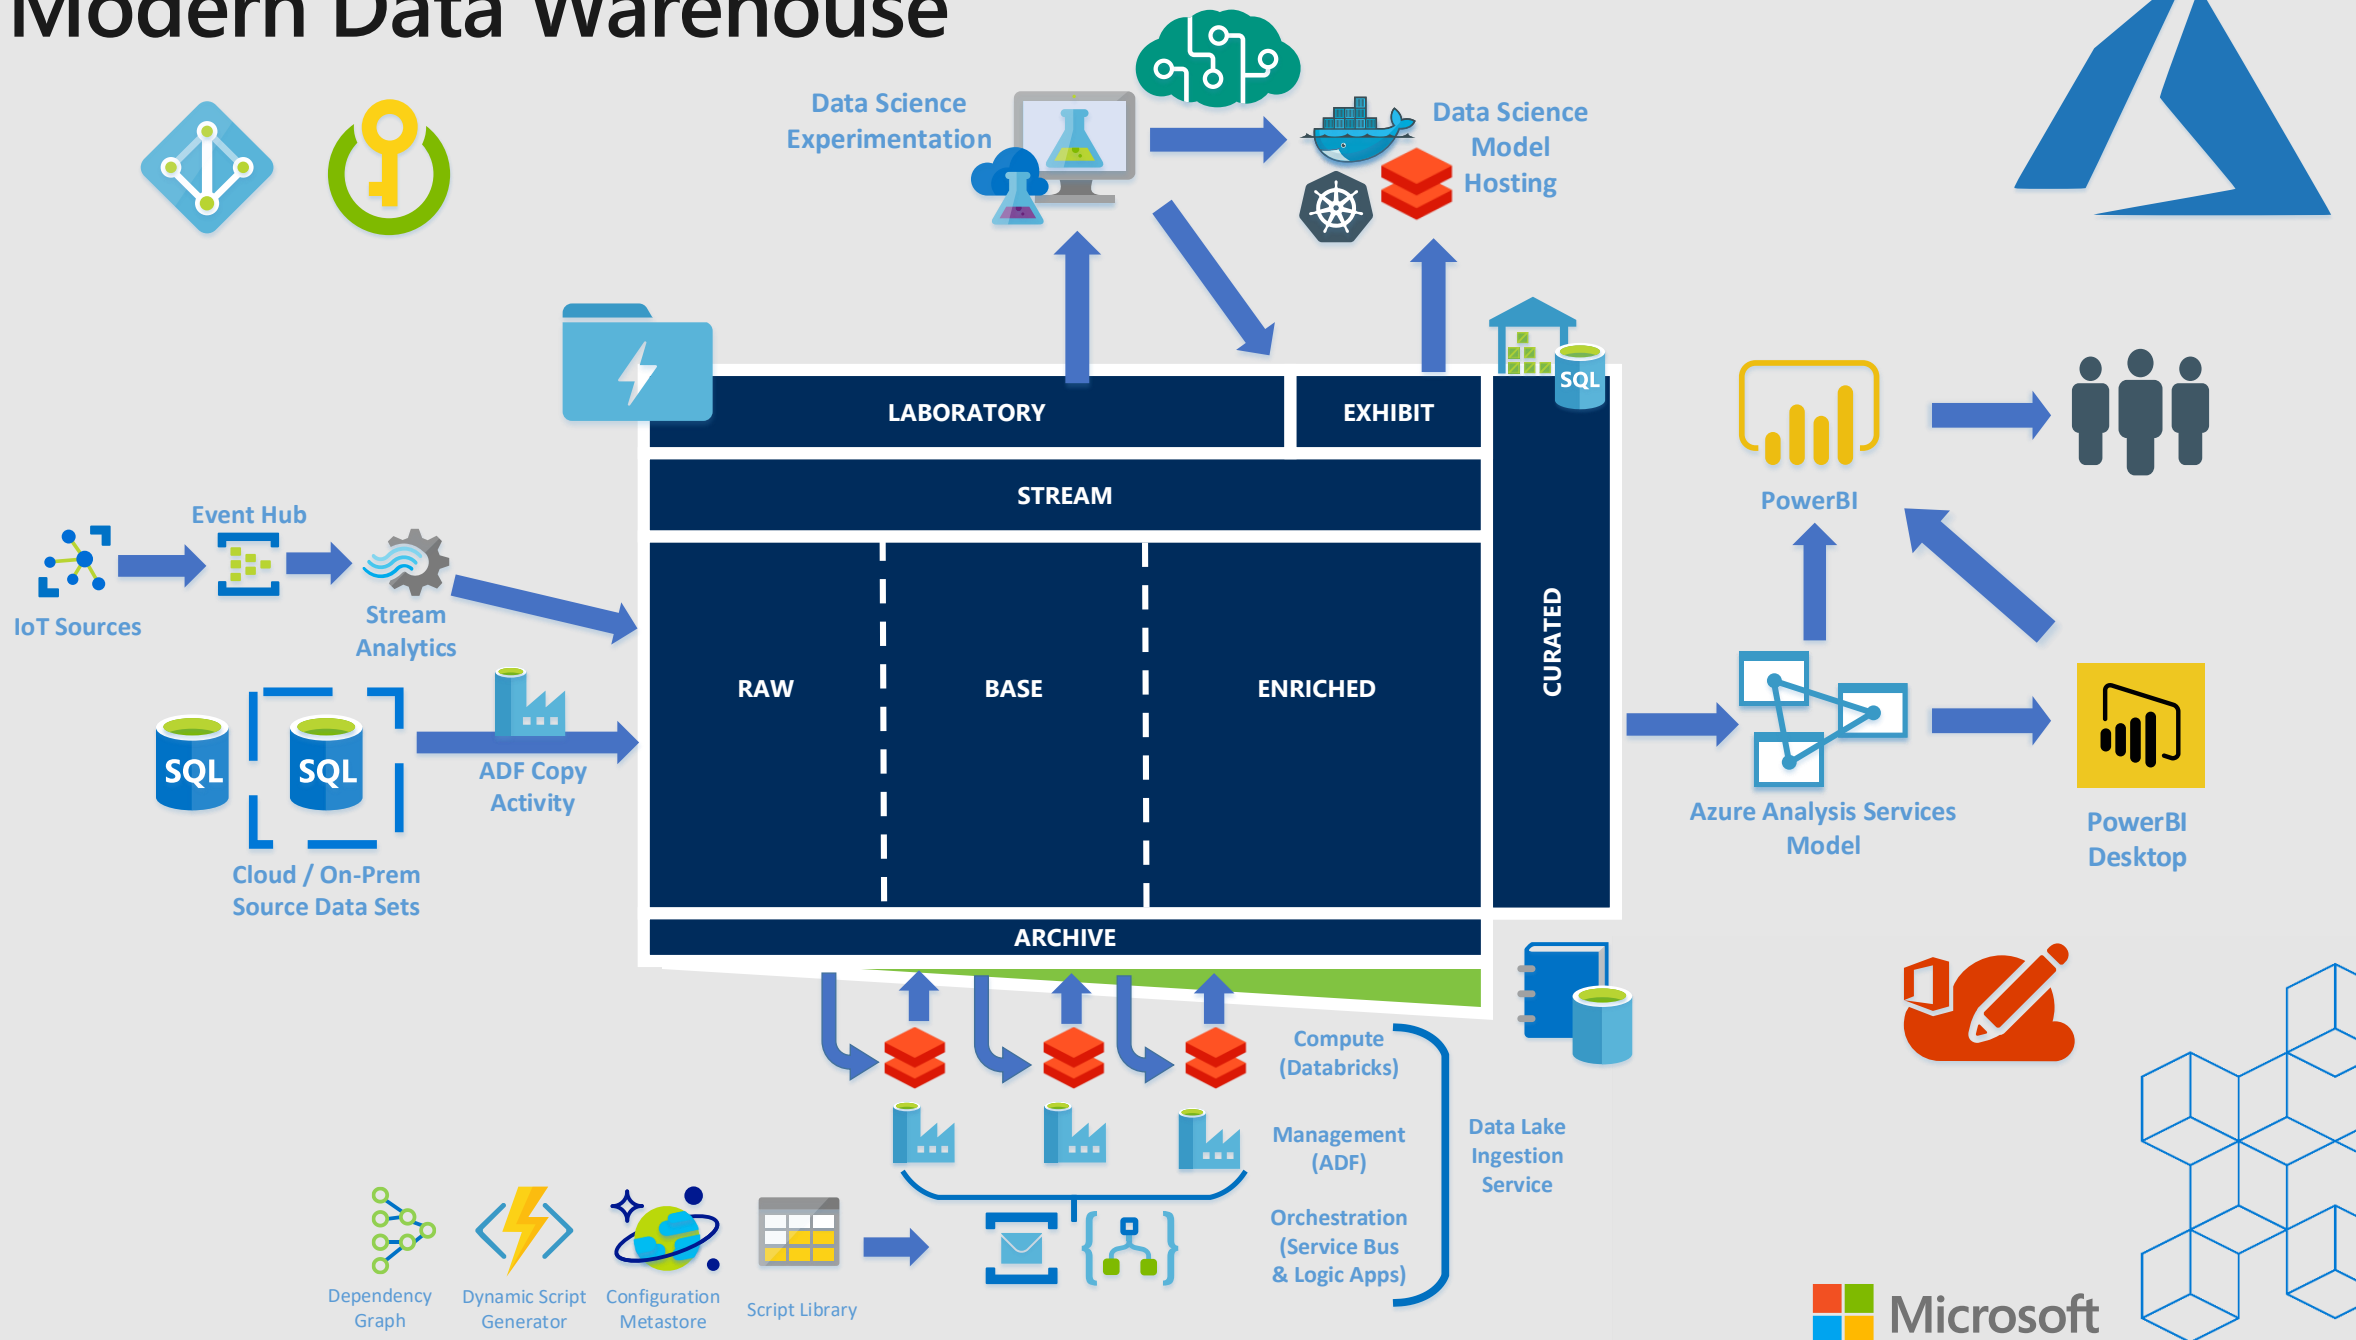 Modern Data Warehouse
Data Science
Experimentation
Data Science
Model
Hosting
SQL
LABORATORY
EXHIBIT
STREAM
RAW
BASE
ENRICHED
CURATED
ARCHIVE
Event Hub
IoT Sources
Stream
Analytics
SQL
SQL
ADF Copy
Activity
Cloud / On-Prem
Source Data Sets
PowerBI
Azure Analysis Services
Model
PowerBI
Desktop
Compute
(Databricks)
Management
(ADF)
Orchestration
(Service Bus
& Logic Apps)
Data Lake
Ingestion
Service
Dependency
Graph
Dynamic Script
Generator
Configuration
Metastore
Script Library
Microsoft